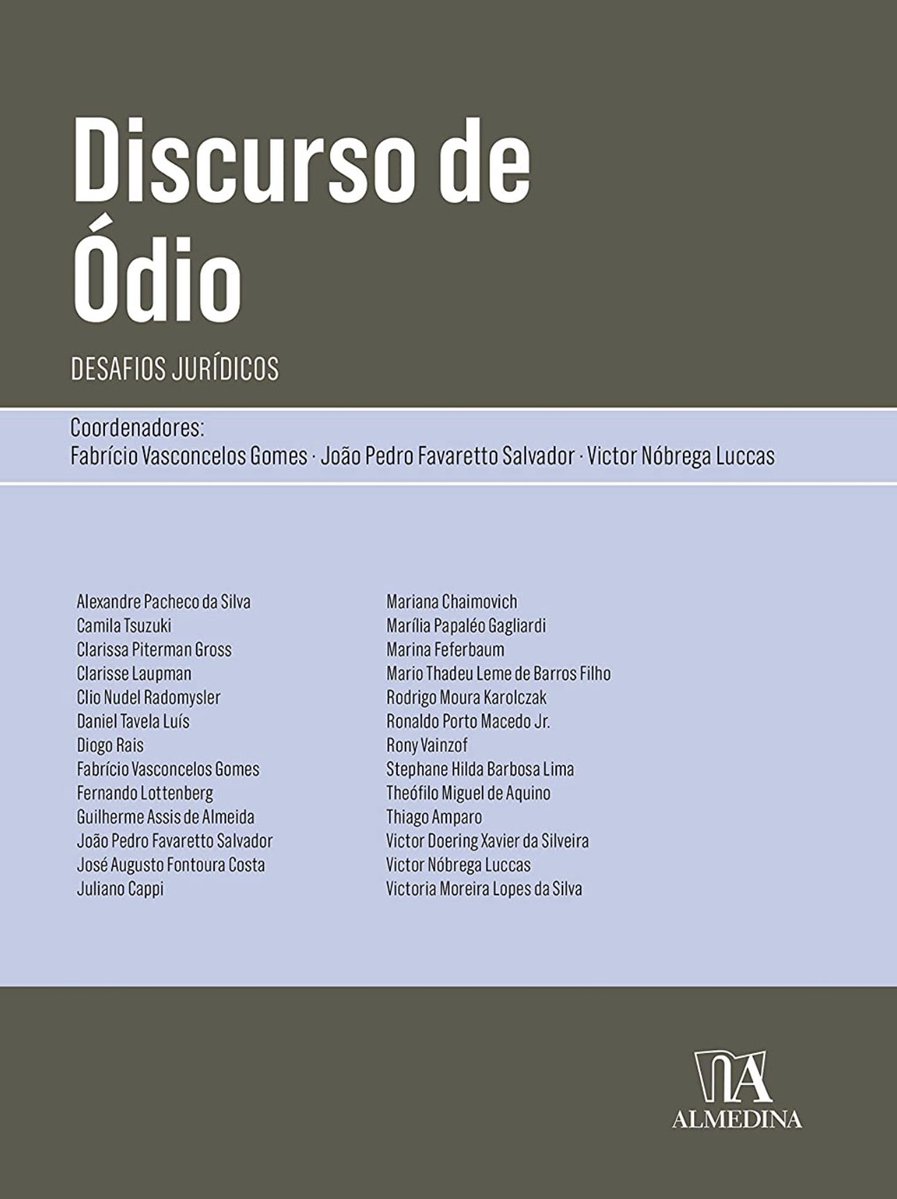 Discurso de
Ódio
DESAFIOS JURÍDICOS
Coordenadores:
Fabrício Vasconcelos Gomes · João Pedro Favaretto Salvador · Victor Nóbrega Luccas
Alexandre Pacheco da Silva
Camila Tsuzuki
Clarissa Piterman Gross
Clarisse Laupman
Clio Nudel Radomysler
Daniel Tavela Luís
Diogo Rais
Fabrício Vasconcelos Gomes
Fernando Lottenberg
Guilherme Assis de Almeida
João Pedro Favaretto Salvador
José Augusto Fontoura Costa
Juliano Cappi
Mariana Chaimovich
Marília Papaléo Gagliardi
Marina Feferbaum
Mario Thadeu Leme de Barros Filho
Rodrigo Moura Karolczak
Ronaldo Porto Macedo Jr.
Rony Vainzof
Stephane Hilda Barbosa Lima
Theófilo Miguel de Aquino
Thiago Amparo
Victor Doering Xavier da Silveira
Victor Nóbrega Luccas
Victoria Moreira Lopes da Silva
ALMEDINA